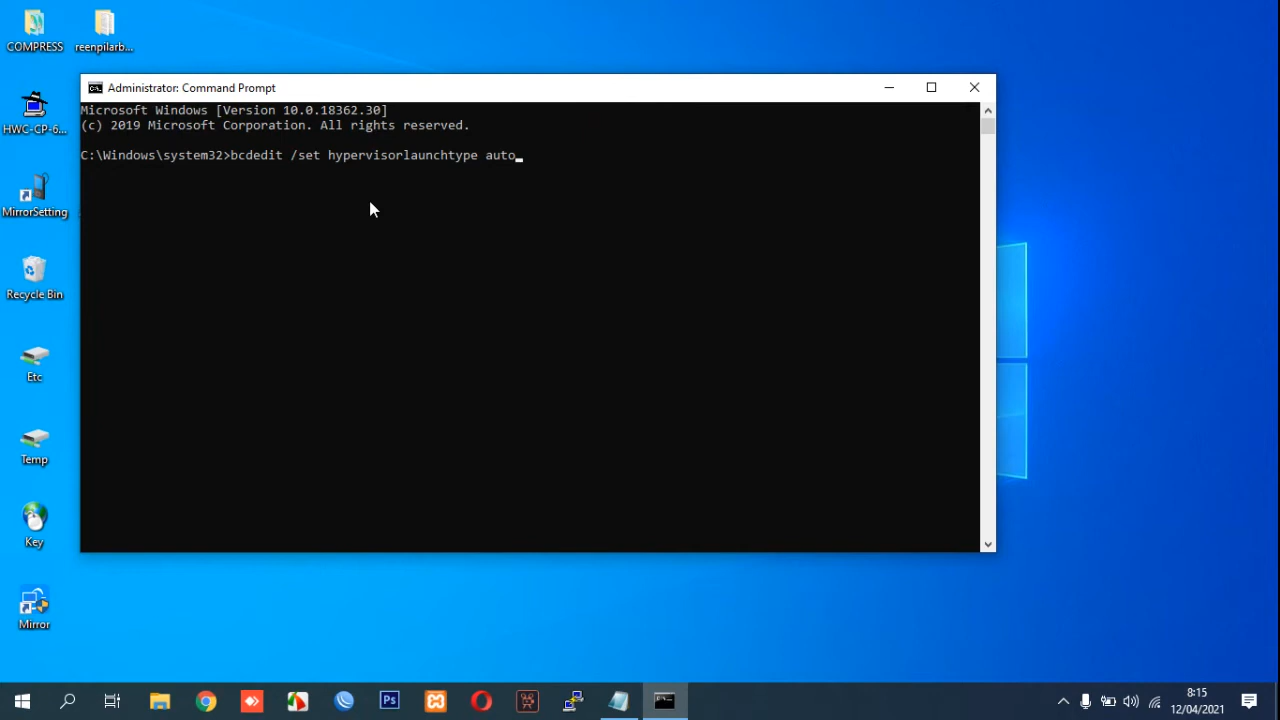 COMPRESS
reenpilarb...
HWC-CP-6...
MirrorSetting
Recycle Bin
Etc
Temp
Key
Mirror
Administrator: Command Prompt
Microsoft Windows [Version 10.0.18362.30]
(c) 2019 Microsoft Corporation. All rights reserved.
C:\Windows\system32>bcdedit /set hypervisorlaunchtype auto
Ps
8:15
12/04/2021